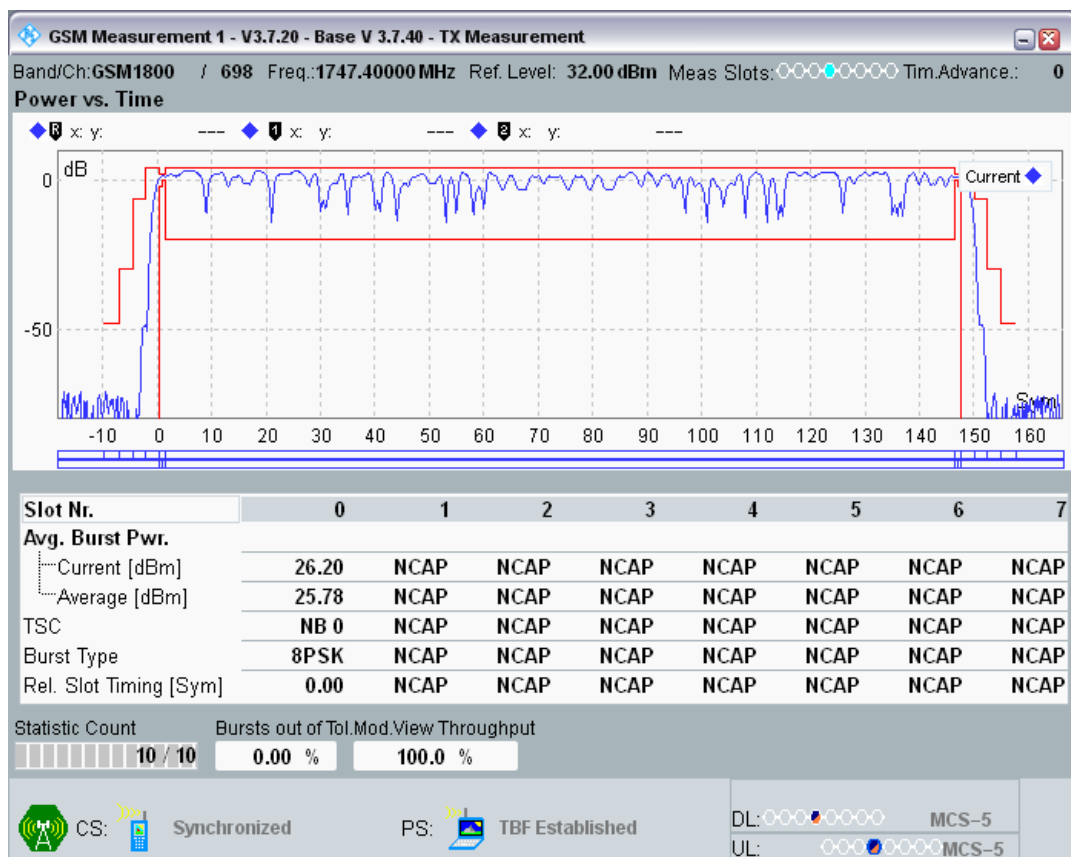 GSM Measurement 1 - V3.7.20 - Base V 3.7.40 - TX Measurement
Band/Ch:GSM1800 / 698 Freq.:1747.40000 MHz Ref. Level: 32.00 dBm Meas Slots: Tim.Advance.: 0
Power vs. Time
R x: y: --- 1 x: y: --- 2 x: y: ---
dB
0
Current
-50
Sym
-10 0 10 20 30 40 50 60 70 80 90 100 110 120 130 140 150 160
Slot Nr. 0 1 2 3 4 5 6 7
Avg. Burst Pwr.
Current [dBm] 26.20 NCAP NCAP NCAP NCAP NCAP NCAP NCAP
Average [dBm] 25.78 NCAP NCAP NCAP NCAP NCAP NCAP NCAP
TSC NB 0 NCAP NCAP NCAP NCAP NCAP NCAP NCAP
Burst Type 8PSK NCAP NCAP NCAP NCAP NCAP NCAP NCAP
Rel. Slot Timing [Sym] 0.00 NCAP NCAP NCAP NCAP NCAP NCAP NCAP
Statistic Count Bursts out of Tol.Mod.View Throughput
10 / 10 0.00 % 100.0 %
CS: Synchronized PS: TBF Established
DL: MCS-5
UL: MCS-5